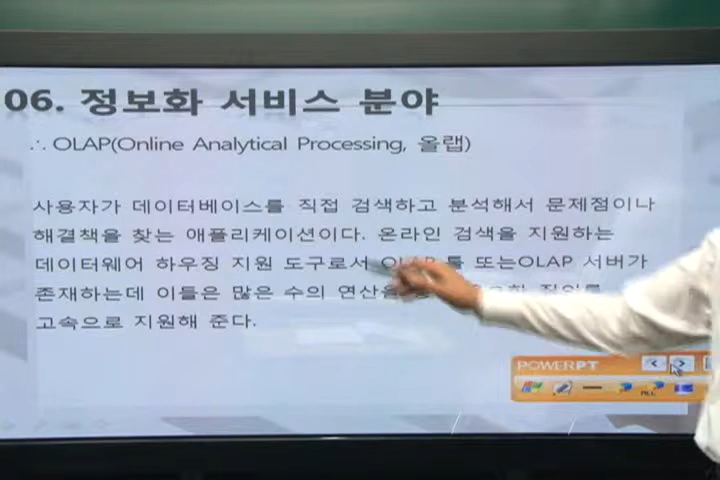 06. 정보화 서비스 분야
∴ OLAP(Online Analytical Processing, 올랩)
사용자가 데이터베이스를 직접 검색하고 분석해서 문제점이나
해결책을 찾는 애플리케이션이다. 온라인 검색을 지원하는
데이터웨어 하우징 지원 도구로서 툴 또는OLAP 서버가
존재하는데 이들은 많은 수의 연산을
고속으로 지원해 준다.
POWERPT
ALL